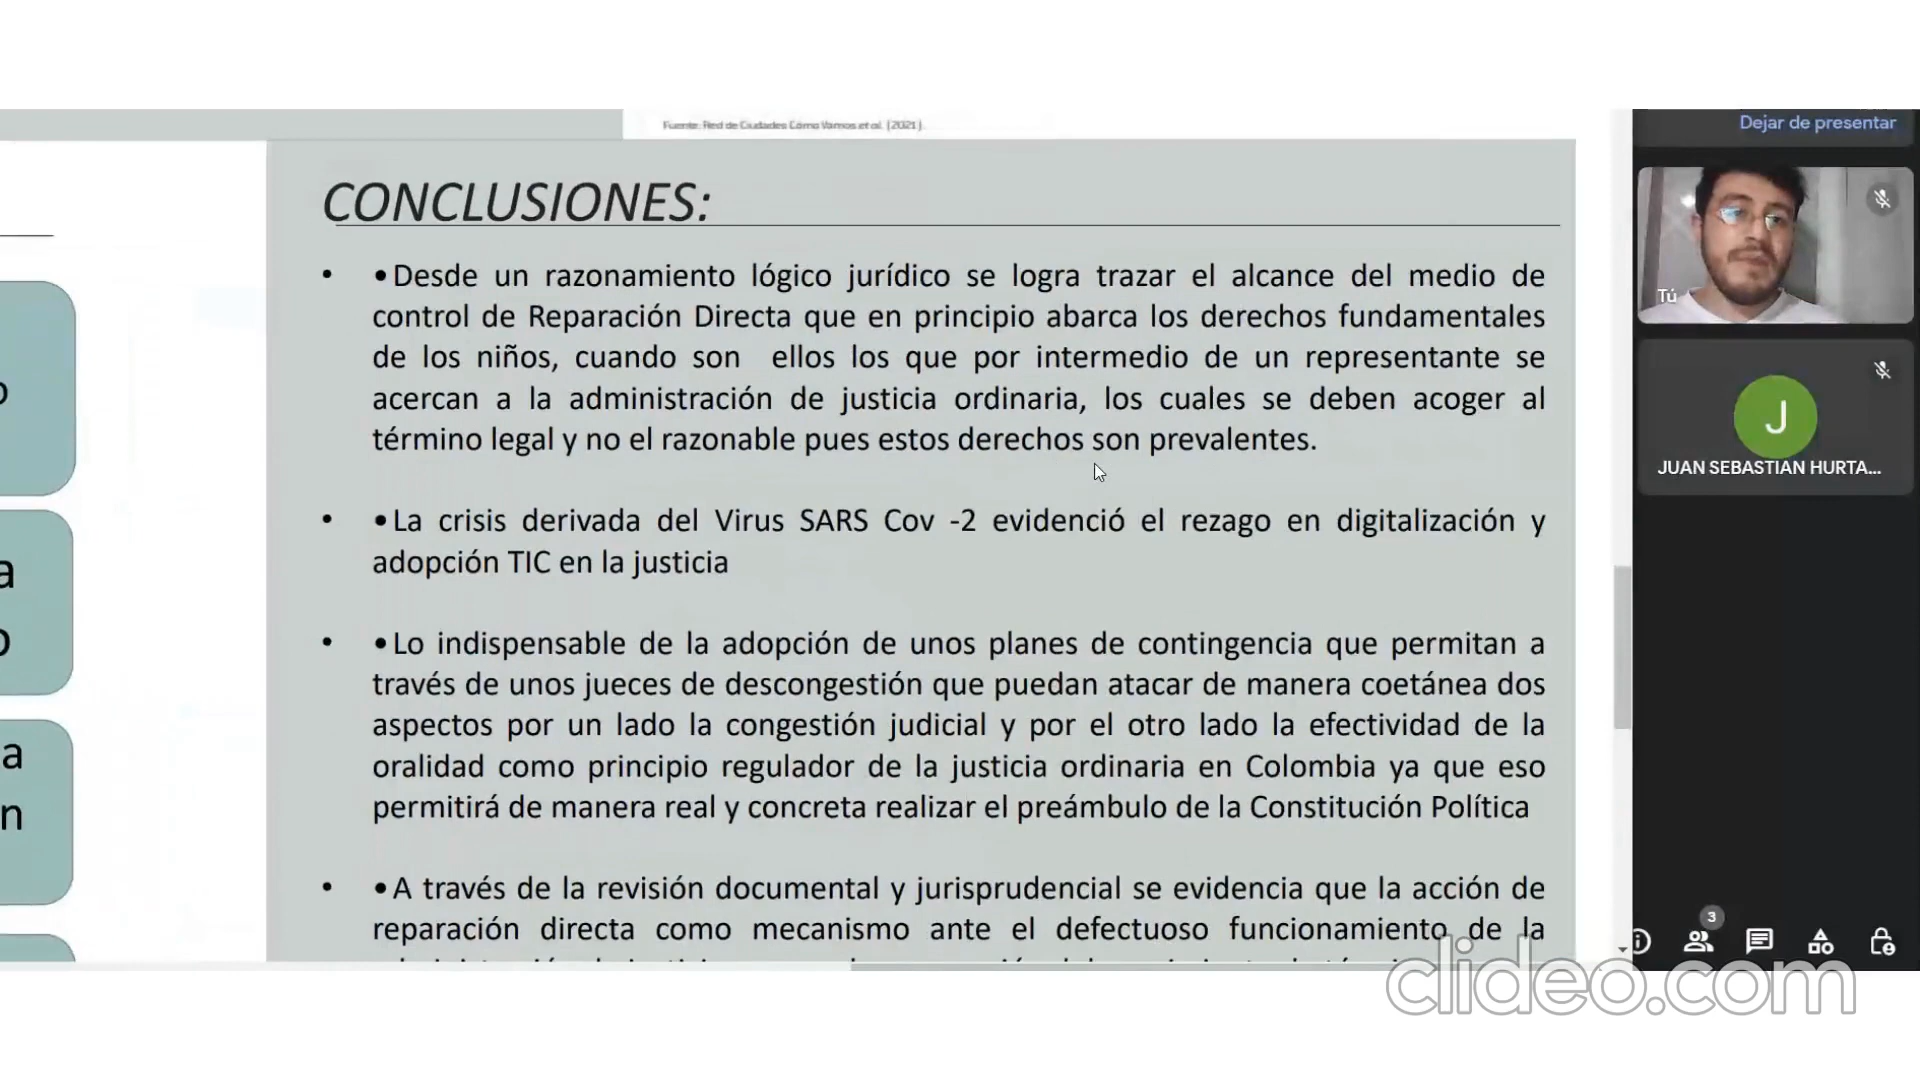 Fuente: Red de Ciudades Cómo Vamos et al. (2021).
Dejar de presentar
CONCLUSIONES:
• •Desde un razonamiento lógico jurídico se logra trazar el alcance del medio de
control de Reparación Directa que en principio abarca los derechos fundamentales
de los niños, cuando son ellos los que por intermedio de un representante se
acercan a la administración de justicia ordinaria, los cuales se deben acoger al
término legal y no el razonable pues estos derechos son prevalentes.
• •La crisis derivada del Virus SARS Cov -2 evidenció el rezago en digitalización y
adopción TIC en la justicia
• •Lo indispensable de la adopción de unos planes de contingencia que permitan a
través de unos jueces de descongestión que puedan atacar de manera coetánea dos
aspectos por un lado la congestión judicial y por el otro lado la efectividad de la
oralidad como principio regulador de la justicia ordinaria en Colombia ya que eso
permitirá de manera real y concreta realizar el preámbulo de la Constitución Política
• •A través de la revisión documental y jurisprudencial se evidencia que la acción de
reparación directa como mecanismo ante el defectuoso funcionamiento de la
o
a
o
a
n
Tú
J
JUAN SEBASTIAN HURTA...
3
clideo.com